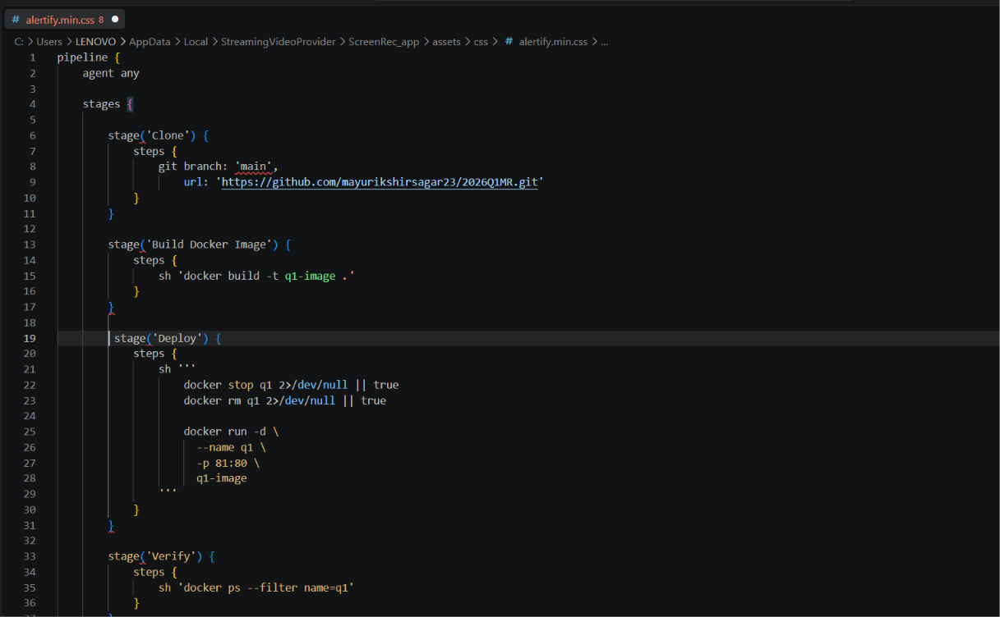 # alertify.min.css 8 ●
C: > Users > LENOVO > AppData > Local > StreamingVideoProvider > ScreenRec_app > assets > css > # alertify.min.css > ...
1 pipeline {
2     agent any
3
4     stages {
5
6         stage('Clone') {
7             steps {
8                 git branch: 'main',
9                     url: 'https://github.com/mayurikshirsagar23/2026Q1MR.git'
10             }
11         }
12
13         stage('Build Docker Image') {
14             steps {
15                 sh 'docker build -t q1-image .'
16             }
17         }
18
19          stage('Deploy') {
20             steps {
21                 sh '''
22                     docker stop q1 2>/dev/null || true
23                     docker rm q1 2>/dev/null || true
24
25                     docker run -d \
26                       --name q1 \
27                       -p 81:80 \
28                       q1-image
29                 '''
30             }
31         }
32
33         stage('Verify') {
34             steps {
35                 sh 'docker ps --filter name=q1'
36             }